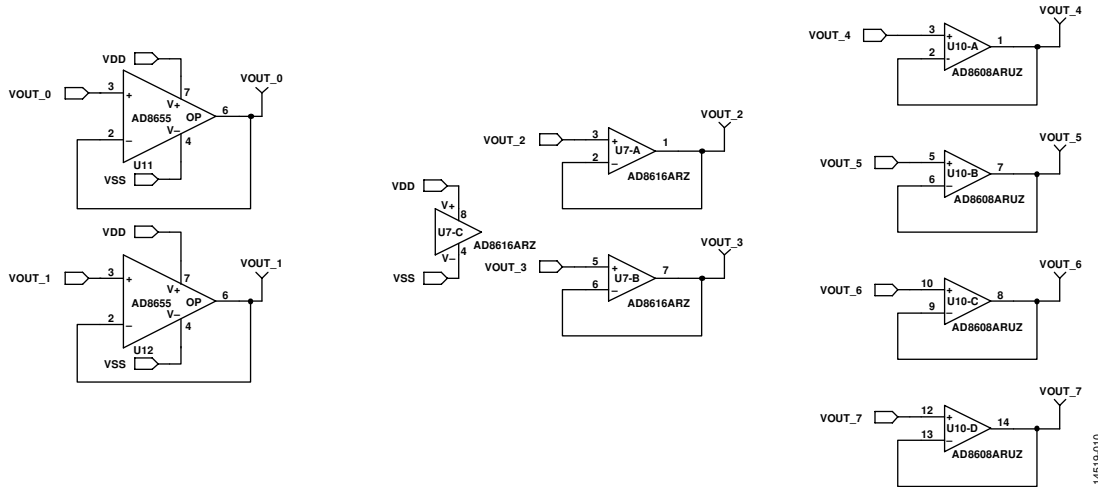 VDD
VOUT_0
3
+
7
V+
AD8655
OP
6
VOUT_0
2
–
V–
4
U11
VSS
VDD
VOUT_1
3
+
7
V+
AD8655
OP
6
VOUT_1
2
–
V–
4
U12
VSS
VDD
V+
8
U7-C
AD8616ARZ
V–
4
VSS
VOUT_2
3
+
U7-A
1
VOUT_2
2
–
AD8616ARZ
VOUT_3
5
+
U7-B
7
VOUT_3
6
–
AD8616ARZ
VOUT_4
3
+
U10-A
1
VOUT_4
2
-
AD8608ARUZ
VOUT_5
5
+
U10-B
7
VOUT_5
6
–
AD8608ARUZ
VOUT_6
10
+
U10-C
8
VOUT_6
9
–
AD8608ARUZ
VOUT_7
12
+
U10-D
14
VOUT_7
13
–
AD8608ARUZ
14519-010